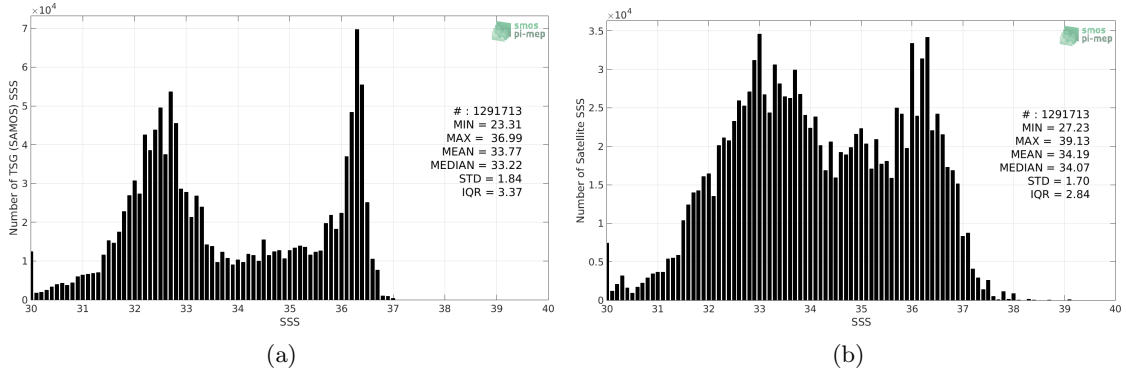 ×10⁴
7
6
5
4
3
2
1
0
Number of TSG (SAMOS) SSS
30 31 32 33 34 35 36 37 38 39 40
SSS
smos
pi-mep
# : 1291713
MIN = 23.31
MAX = 36.99
MEAN = 33.77
MEDIAN = 33.22
STD = 1.84
IQR = 3.37
(a)
×10⁴
3.5
3
2.5
2
1.5
1
0.5
0
Number of Satellite SSS
30 31 32 33 34 35 36 37 38 39 40
SSS
smos
pi-mep
# : 1291713
MIN = 27.23
MAX = 39.13
MEAN = 34.19
MEDIAN = 34.07
STD = 1.70
IQR = 2.84
(b)